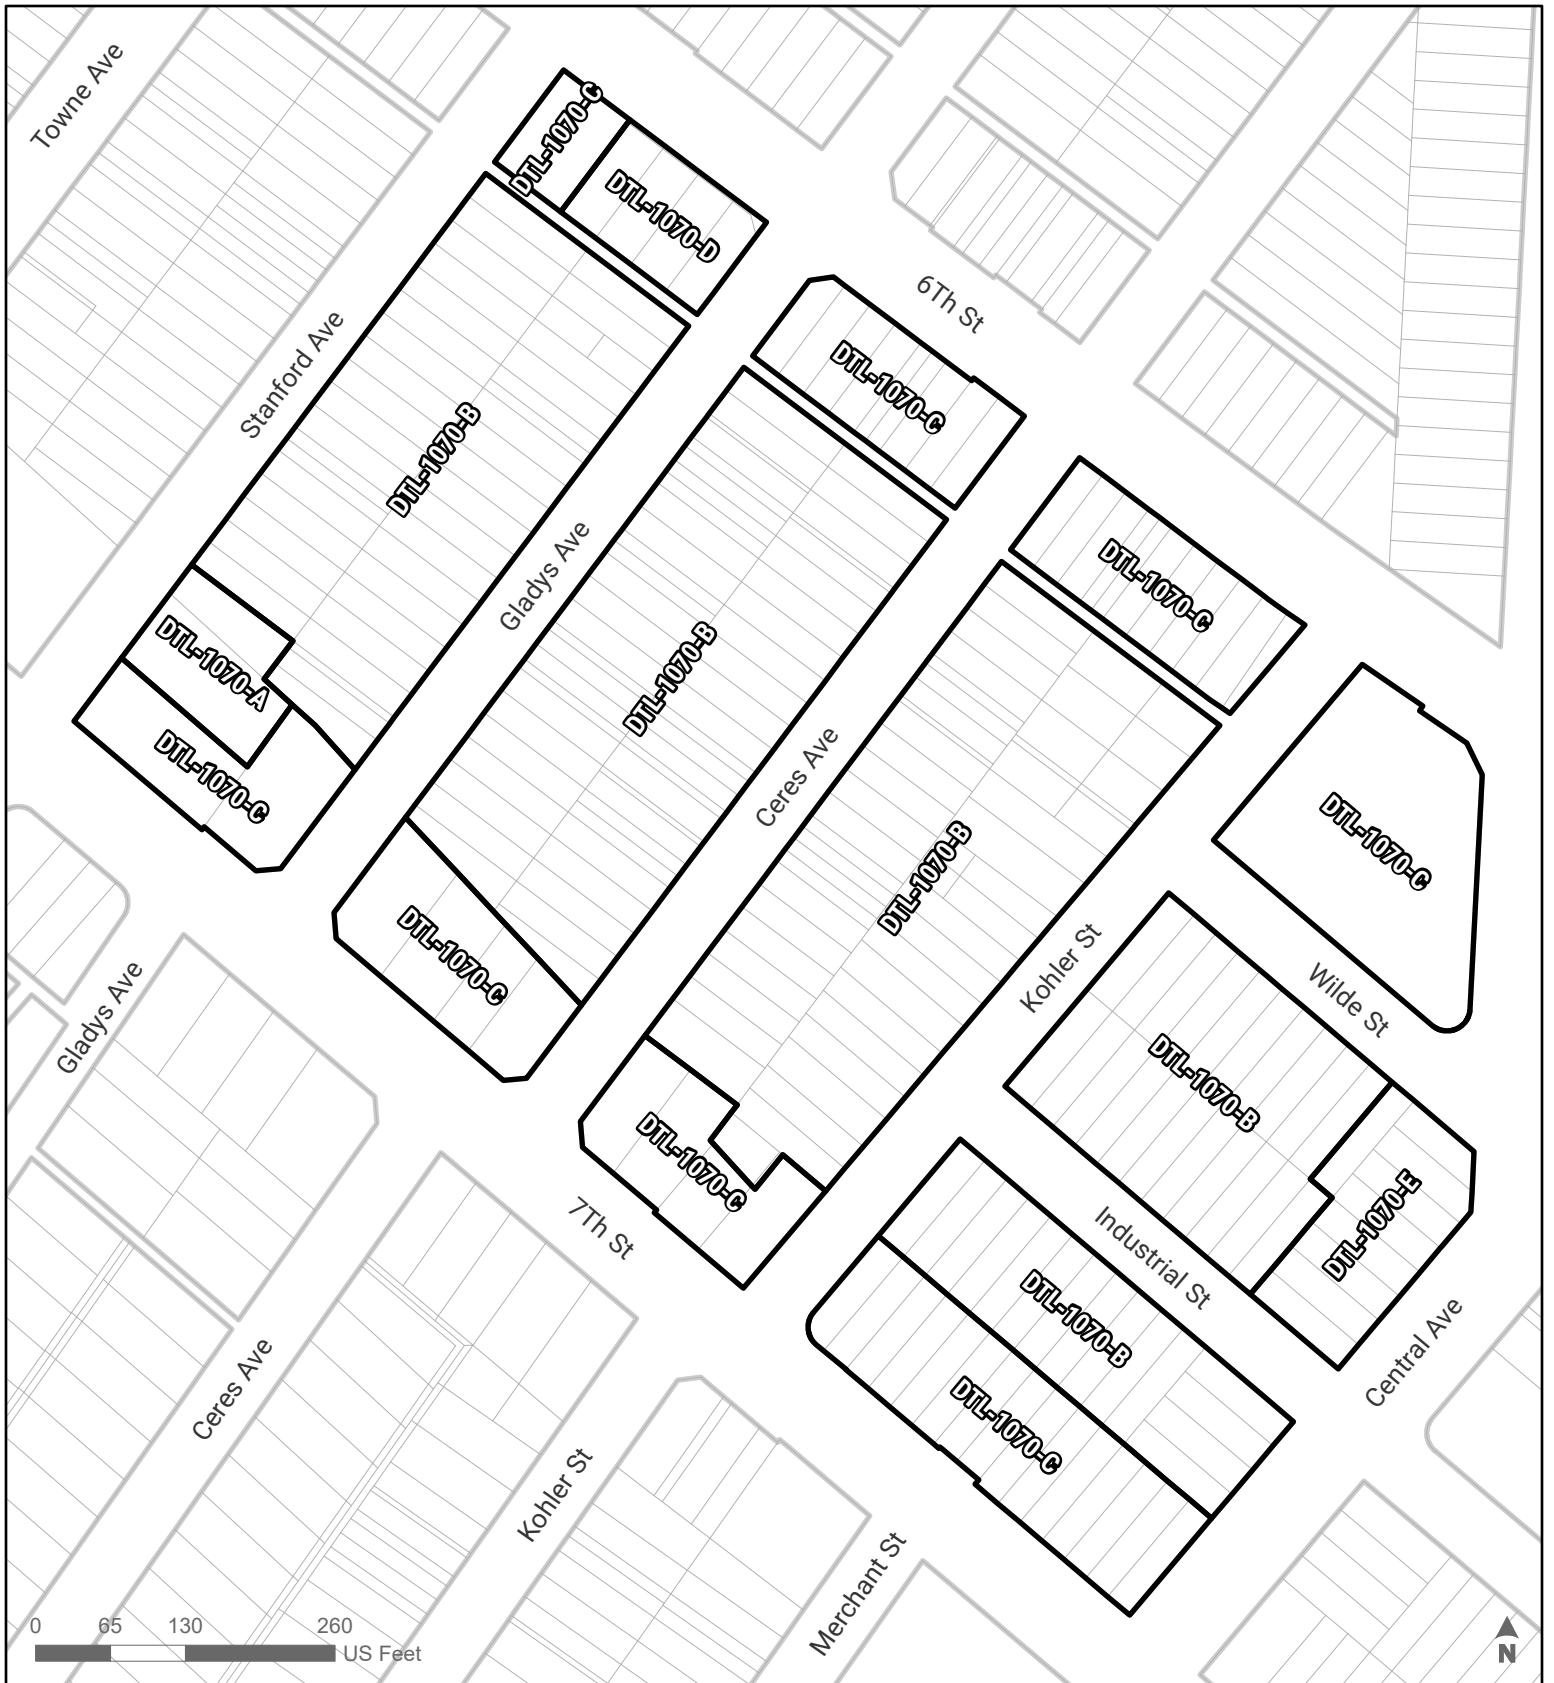 Towne Ave
DTL-1070-C
DTL-1070-D
6Th St
Stanford Ave
DTL-1070-C
DTL-1070-B
DTL-1070-C
Gladys Ave
DTL-1070-B
DTL-1070-A
DTL-1070-C
DTL-1070-C
Ceres Ave
DTL-1070-B
DTL-1070-C
Gladys Ave
Kohler St
Wilde St
DTL-1070-B
DTL-1070-C
7Th St
DTL-1070-E
Industrial St
DTL-1070-B
Central Ave
Ceres Ave
DTL-1070-C
Kohler St
Merchant St
0 65 130 260
US Feet
N